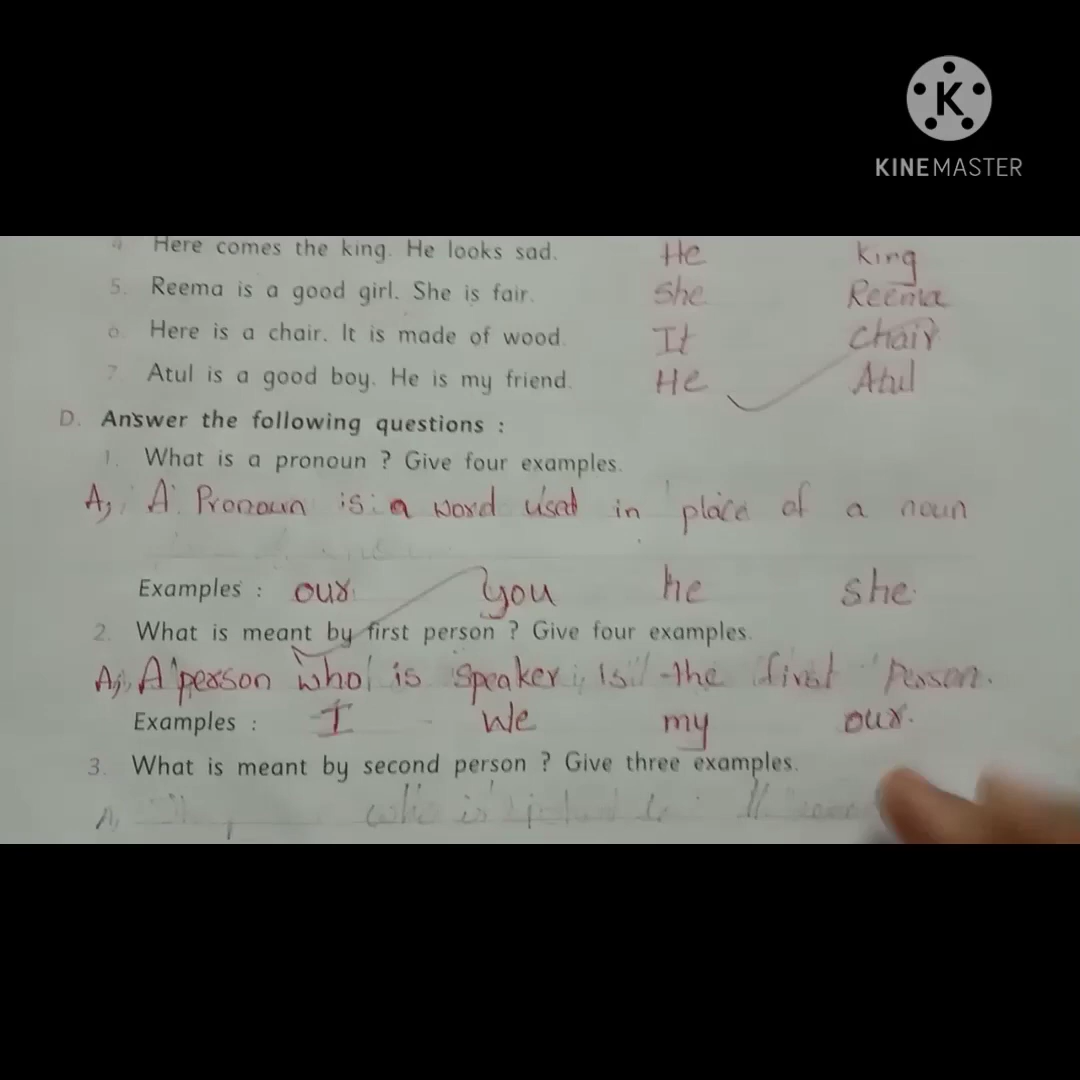 KINEMASTER
4. Here comes the king. He looks sad. He King
5. Reema is a good girl. She is fair. She Reema
6. Here is a chair. It is made of wood. It Chair
7. Atul is a good boy. He is my friend. He Atul
D. Answer the following questions :
1. What is a pronoun ? Give four examples.
A, A Pronoun is a word used in place of a noun
Examples : our you he she.
2. What is meant by first person ? Give four examples.
A, A person who is speaker, is the first Person.
Examples : I We my our.
3. What is meant by second person ? Give three examples.
A, who is